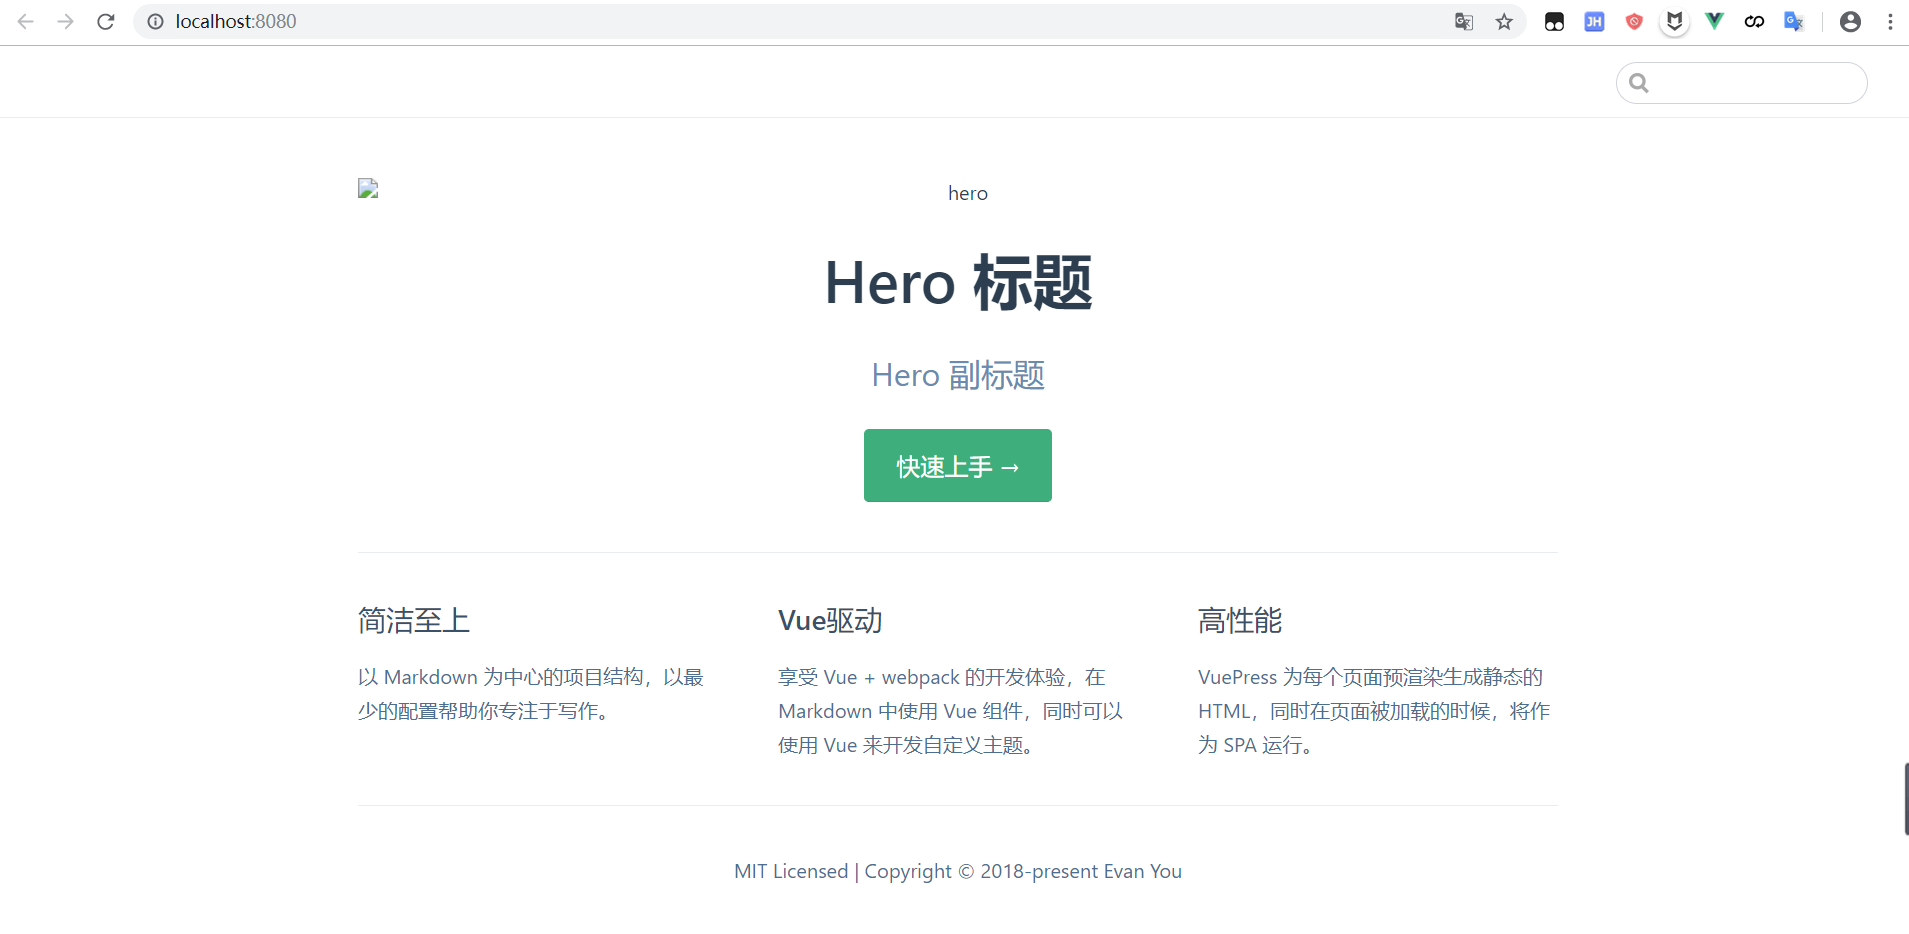 localhost:8080
JH
hero
Hero 标题
Hero 副标题
快速上手 →
简洁至上
以 Markdown 为中心的项目结构，以最
少的配置帮助你专注于写作。
Vue驱动
享受 Vue + webpack 的开发体验，在
Markdown 中使用 Vue 组件，同时可以
使用 Vue 来开发自定义主题。
高性能
VuePress 为每个页面预渲染生成静态的
HTML，同时在页面被加载的时候，将作
为 SPA 运行。
MIT Licensed | Copyright © 2018-present Evan You